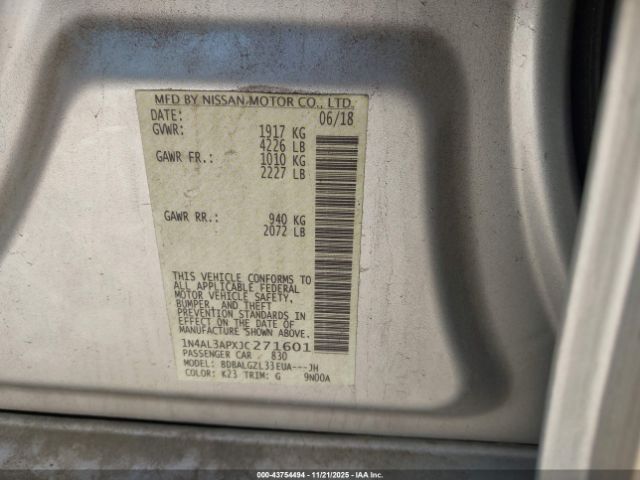 MFD BY NISSAN MOTOR CO., LTD.
DATE: 06/18
GVWR: 1917 KG
4226 LB
GAWR FR.: 1010 KG
2227 LB
GAWR RR.: 940 KG
2072 LB
THIS VEHICLE CONFORMS TO
ALL APPLICABLE FEDERAL
MOTOR VEHICLE SAFETY,
BUMPER, AND THEFT
PREVENTION STANDARDS
IN EFFECT ON THE DATE OF
MANUFACTURE SHOWN ABOVE.
1N4AL3APXJC271601
PASSENGER CAR / 830
MODEL: BDBALGZL33EUA---JH
COLOR: K23 TRIM: G 9N00A
000-43754494 | 11/21/2025 | IAA Inc.